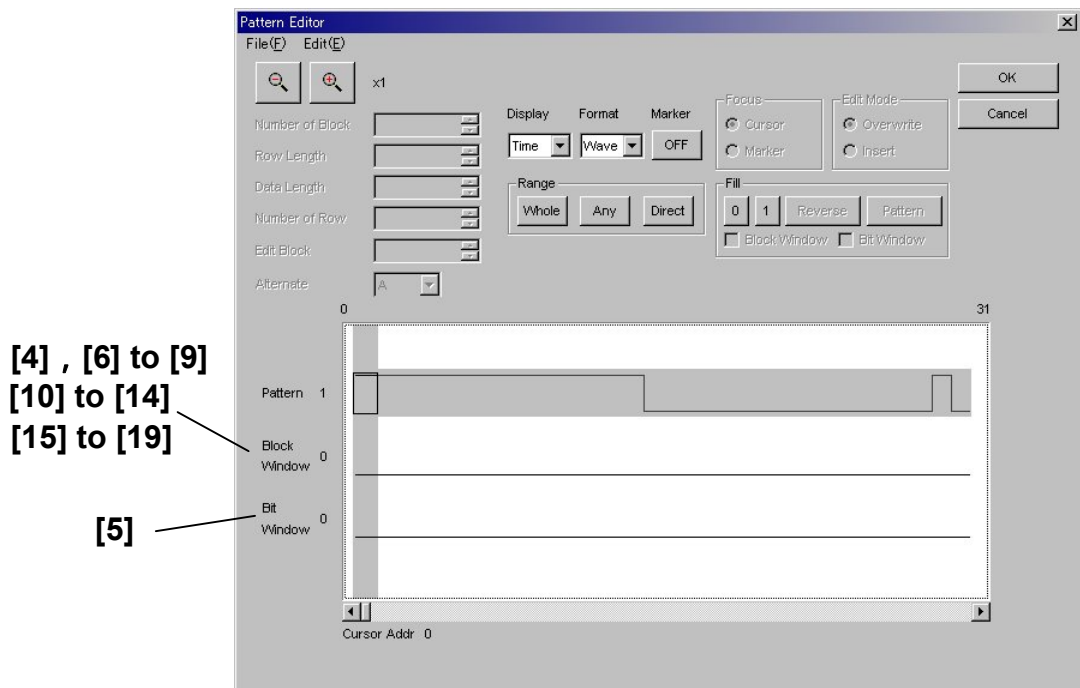 Pattern Editor
File(F) Edit(E)
x1
OK
Cancel
Number of Block
Row Length
Data Length
Number of Row
Edit Block
Alternate
A
Display Format Marker
Time Wave OFF
Focus
Cursor
Marker
Edit Mode
Overwrite
Insert
Range
Whole Any Direct
Fill
0 1 Reverse Pattern
Block Window Bit Window
0 31
[4] , [6] to [9]
[10] to [14]
[15] to [19]
Pattern 1
Block
Window 0
[5]
Bit
Window 0
Cursor Addr 0